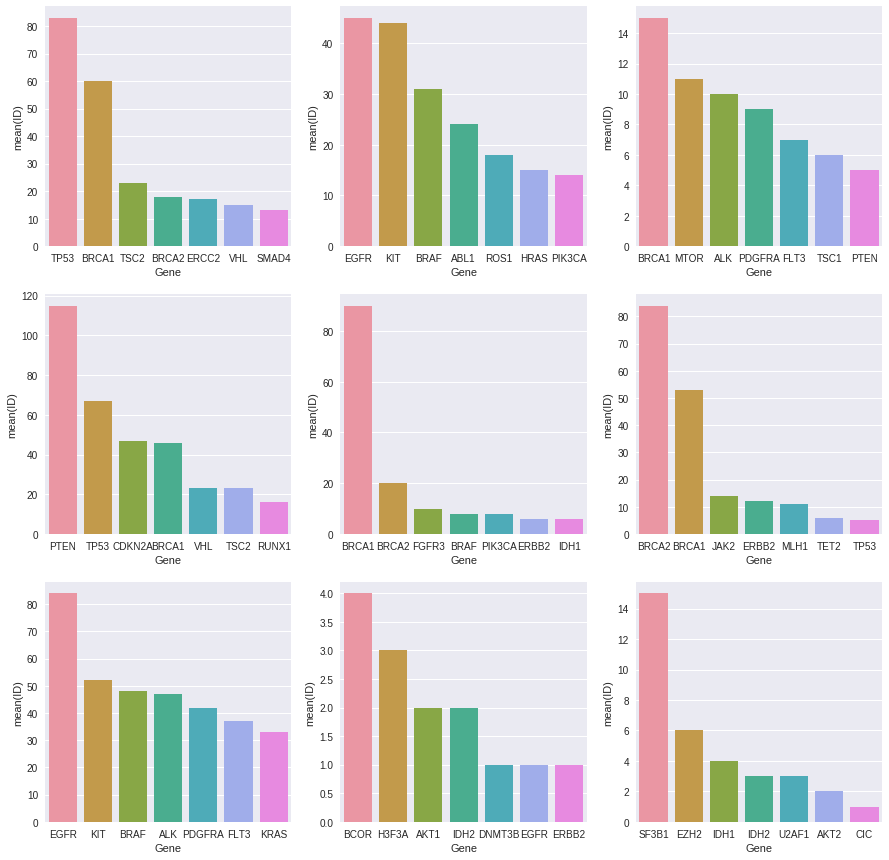 80
70
60
50
40
30
20
10
0
mean(ID)
TP53 BRCA1 TSC2 BRCA2 ERCC2 VHL SMAD4
Gene
40
30
20
10
0
mean(ID)
EGFR KIT BRAF ABL1 ROS1 HRAS PIK3CA
Gene
14
12
10
8
6
4
2
0
mean(ID)
BRCA1 MTOR ALK PDGFRA FLT3 TSC1 PTEN
Gene
120
100
80
60
40
20
0
mean(ID)
PTEN TP53 CDKN2A BRCA1 VHL TSC2 RUNX1
Gene
80
60
40
20
0
mean(ID)
BRCA1 BRCA2 FGFR3 BRAF PIK3CA ERBB2 IDH1
Gene
80
70
60
50
40
30
20
10
0
mean(ID)
BRCA2 BRCA1 JAK2 ERBB2 MLH1 TET2 TP53
Gene
80
70
60
50
40
30
20
10
0
mean(ID)
EGFR KIT BRAF ALK PDGFRA FLT3 KRAS
Gene
4.0
3.5
3.0
2.5
2.0
1.5
1.0
0.5
0.0
mean(ID)
BCOR H3F3A AKT1 IDH2 DNMT3B EGFR ERBB2
Gene
14
12
10
8
6
4
2
0
mean(ID)
SF3B1 EZH2 IDH1 IDH2 U2AF1 AKT2 CIC
Gene